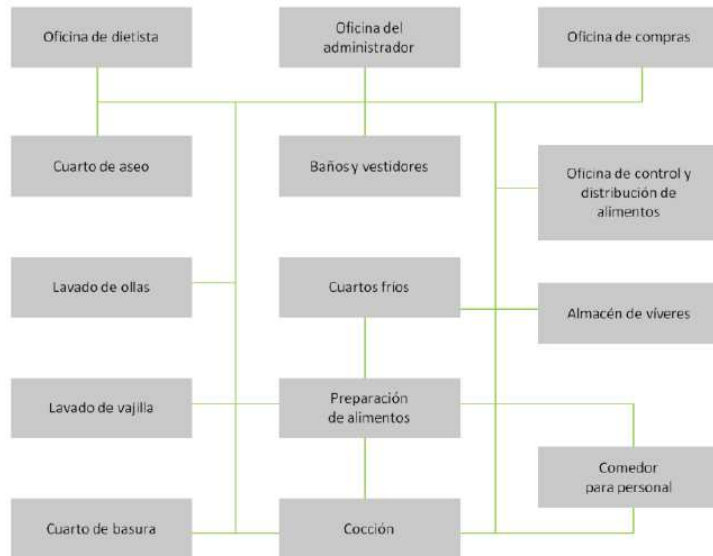 Oficina de dietista
Oficina del
administrador
Oficina de compras
Cuarto de aseo
Baños y vestidores
Oficina de control y
distribución de
alimentos
Lavado de ollas
Cuartos fríos
Almacén de víveres
Lavado de vajilla
Preparación
de alimentos
Comedor
para personal
Cuarto de basura
Cocción